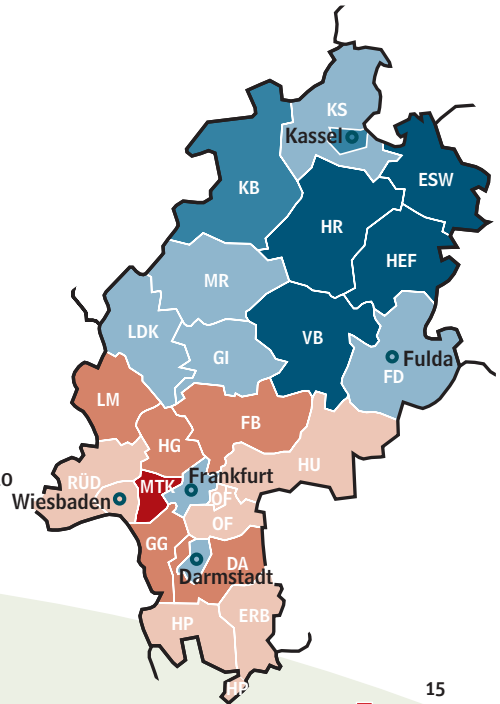 KS
Kassel
ESW
KB
HR
HEF
MR
LDK
GI
VB
Fulda
FD
LM
FB
HG
HU
RÜD
MTK
Frankfurt
Wiesbaden
OF
OF
GG
DA
Darmstadt
HP
ERB
HP
15